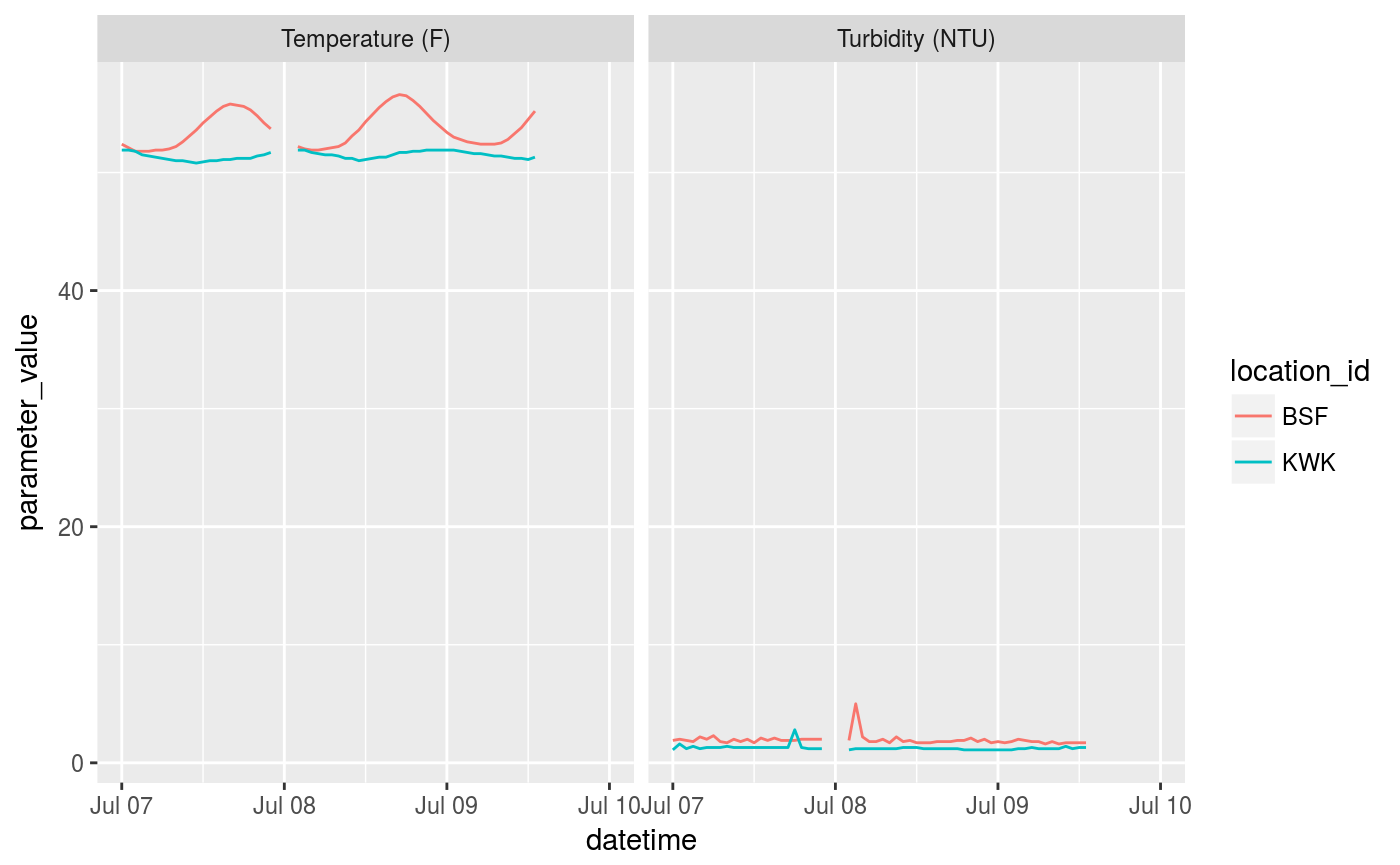 Temperature (F)
Turbidity (NTU)
parameter_value
40
20
0
Jul 07
Jul 08
Jul 09
Jul 10
Jul 07
Jul 08
Jul 09
Jul 10
datetime
location_id
BSF
KWK